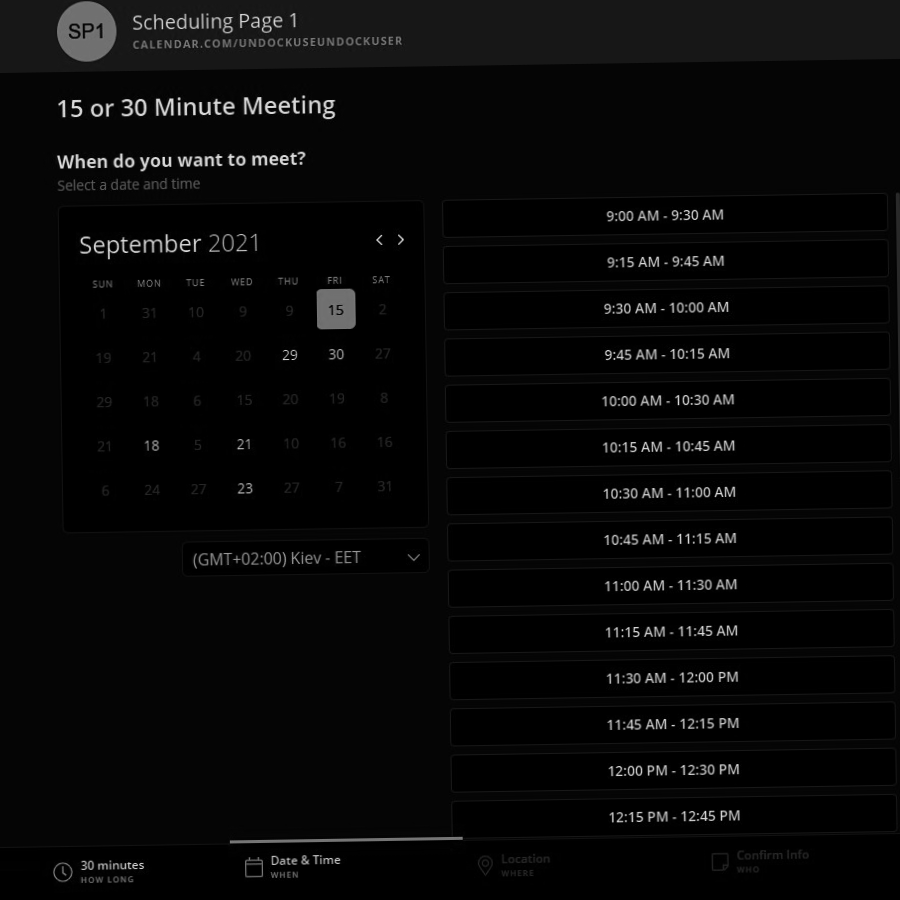 SP1
Scheduling Page 1
CALENDAR.COM/UNDOCKUSEUNDOCKUSER
15 or 30 Minute Meeting
When do you want to meet?
Select a date and time
September 2021
SUN MON TUE WED THU FRI SAT
1 31 10 9 9 15 2
19 21 4 20 29 30 27
29 18 6 15 20 19 8
21 18 5 21 10 16 16
6 24 27 23 27 7 31
(GMT+02:00) Kiev - EET
9:00 AM - 9:30 AM
9:15 AM - 9:45 AM
9:30 AM - 10:00 AM
9:45 AM - 10:15 AM
10:00 AM - 10:30 AM
10:15 AM - 10:45 AM
10:30 AM - 11:00 AM
10:45 AM - 11:15 AM
11:00 AM - 11:30 AM
11:15 AM - 11:45 AM
11:30 AM - 12:00 PM
11:45 AM - 12:15 PM
12:00 PM - 12:30 PM
12:15 PM - 12:45 PM
30 minutes
HOW LONG
Date & Time
WHEN
Location
WHERE
Confirm Info
WHO